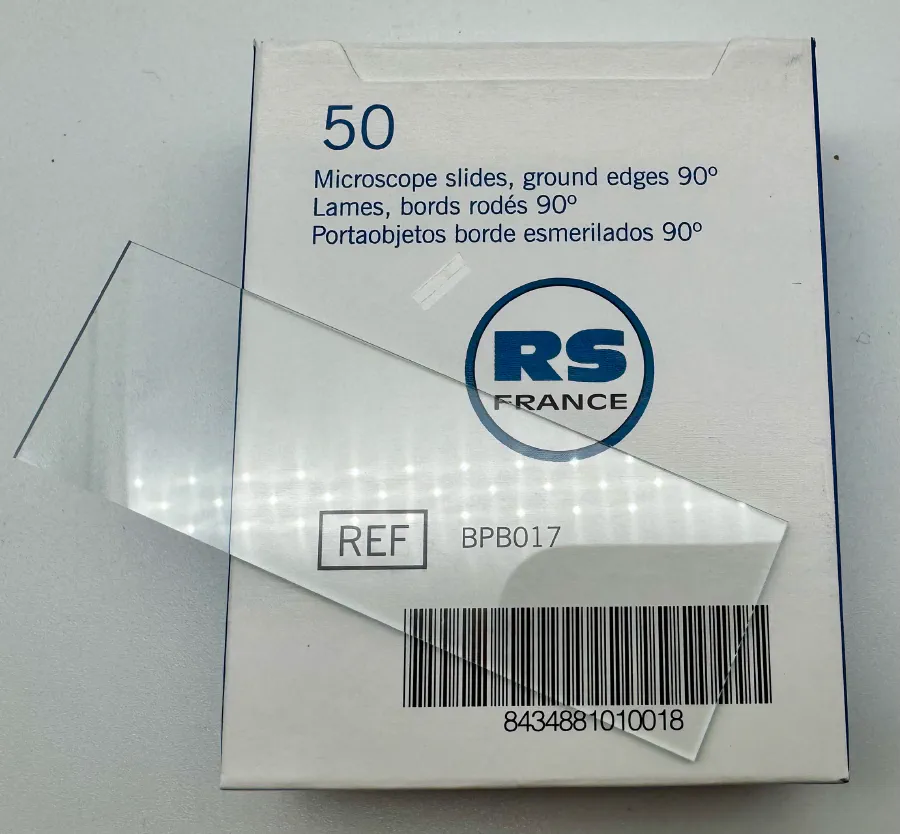 50
Microscope slides, ground edges 90º
Lames, bords rodés 90º
Portaobjetos borde esmerilados 90º
RS
FRANCE
REF BPB017
8434881010018